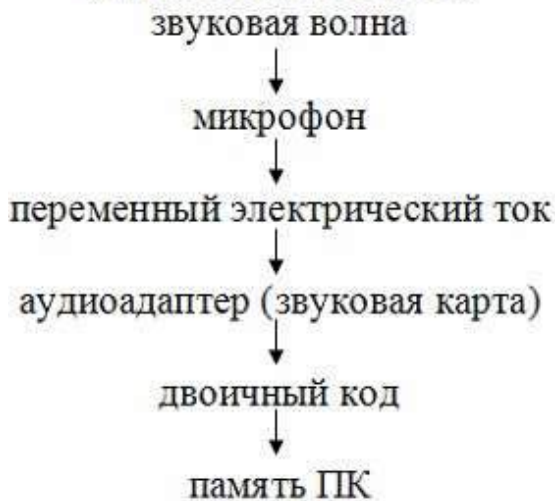 звуковая волна
микрофон
переменный электрический ток
аудиоадаптер (звуковая карта)
двоичный код
память ПК